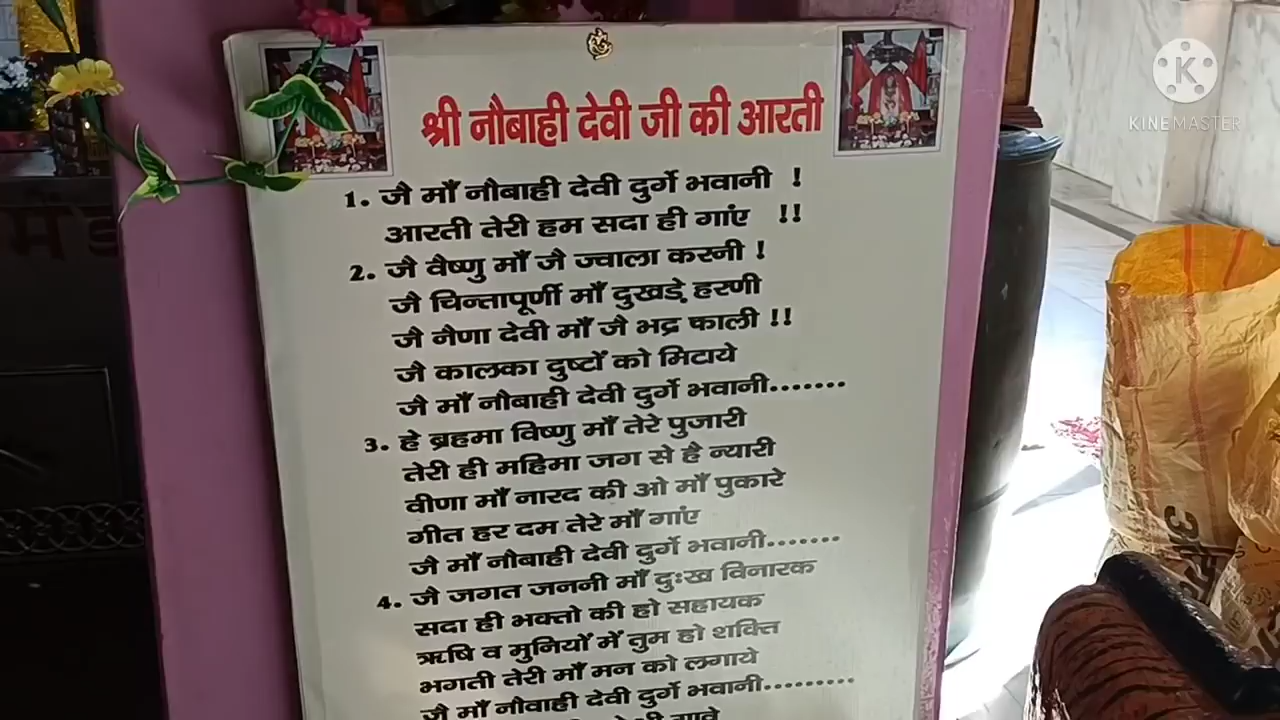 श्री नौबाही देवी जी की आरती
1. जै माँ नौबाही देवी दुर्गे भवानी !
आरती तेरी हम सदा ही गांए !!
2. जै वैष्णु माँ जै ज्वाला करनी !
जै चिन्तापूर्णी माँ दुखड़े हरणी
जै नैणा देवी माँ जै भद्र काली !!
जै कालका दुष्टों को मिटाये
जै माँ नौबाही देवी दुर्गे भवानी.......
3. हे ब्रहमा विष्णु माँ तेरे पुजारी
तेरी ही महिमा जग से है न्यारी
वीणा माँ नारद की ओ माँ पुकारे
गीत हर दम तेरे माँ गांए
जै माँ नौबाही देवी दुर्गे भवानी.......
4. जै जगत जननी माँ दुःख विनारक
सदा ही भक्तो की हो सहायक
ऋषि व मुनियों में तुम हो शक्ति
भगती तेरी माँ मन को लगाये
जै माँ नौवाही देवी दुर्गे भवानी.........
KINEMASTER